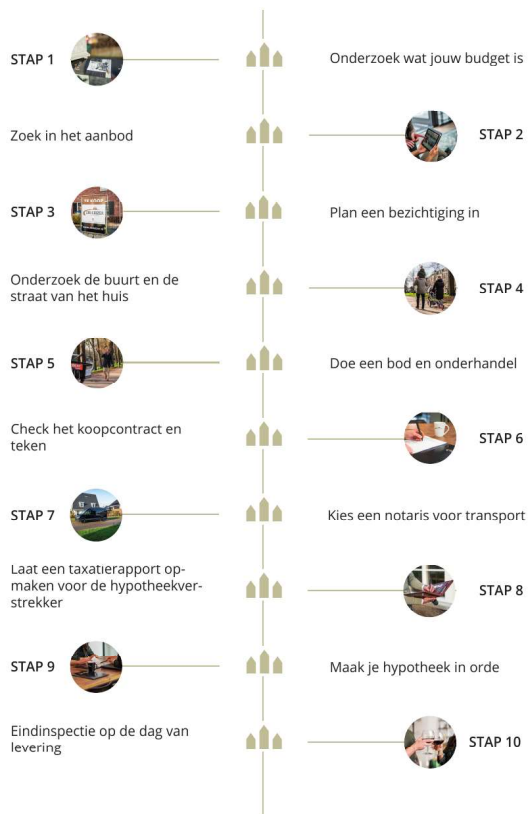 STAP 1
Onderzoek wat jouw budget is
Zoek in het aanbod
STAP 2
STAP 3
Plan een bezichtiging in
Onderzoek de buurt en de
straat van het huis
STAP 4
STAP 5
Doe een bod en onderhandel
Check het koopcontract en
teken
STAP 6
STAP 7
Kies een notaris voor transport
Laat een taxatierapport op-
maken voor de hypotheekver-
strekker
STAP 8
STAP 9
Maak je hypotheek in orde
Eindinspectie op de dag van
levering
STAP 10